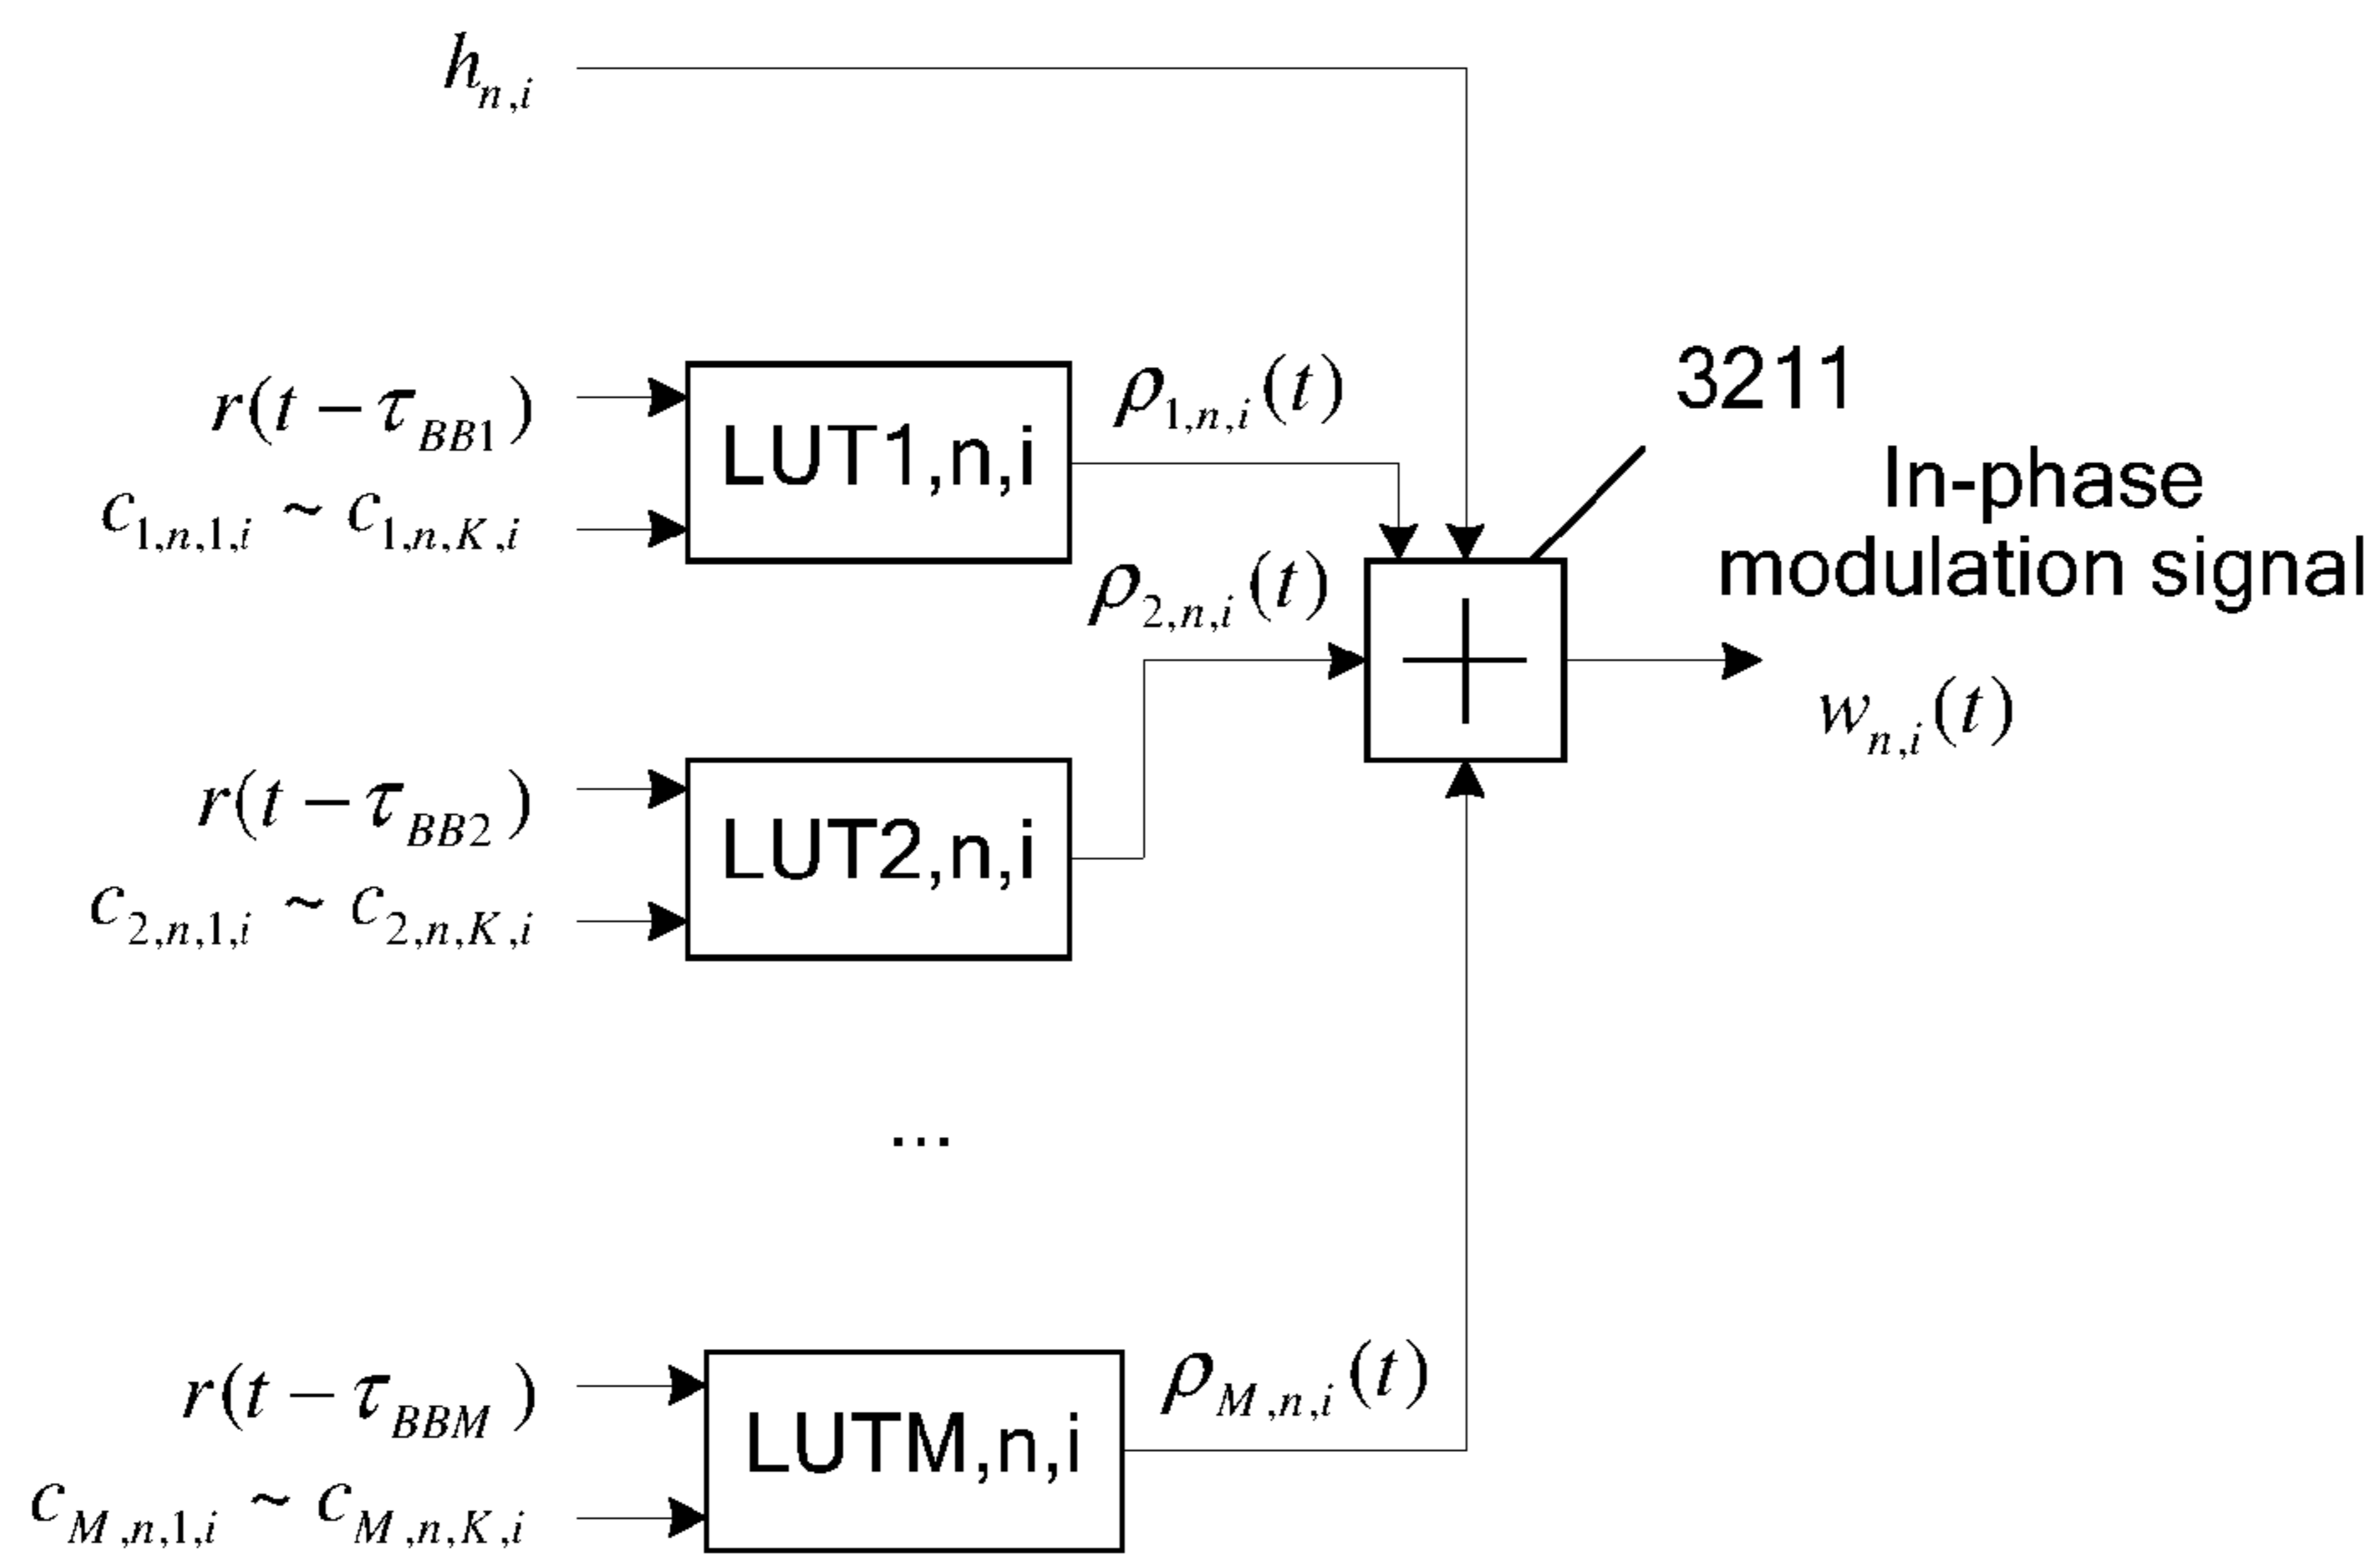 h_{n,i}
r(t − τ_{BB1})
c_{1,n,1,i} ~ c_{1,n,K,i}
LUT1,n,i
ρ_{1,n,i}(t)
3211
In-phase
modulation signal
ρ_{2,n,i}(t)
w_{n,i}(t)
r(t − τ_{BB2})
c_{2,n,1,i} ~ c_{2,n,K,i}
LUT2,n,i
...
r(t − τ_{BBM})
c_{M,n,1,i} ~ c_{M,n,K,i}
LUTM,n,i
ρ_{M,n,i}(t)